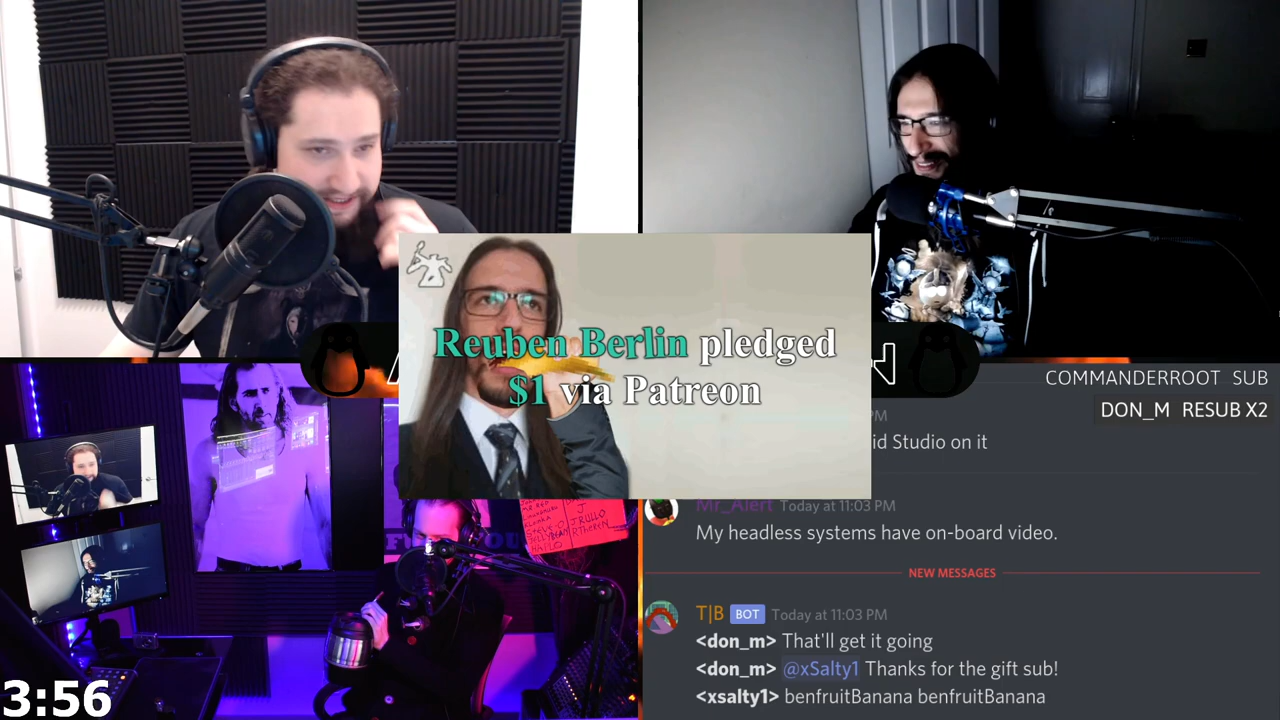 Reuben Berlin pledged
$1 via Patreon
COMMANDERROOT SUB
DON_M RESUB X2
PM
id Studio on it
Mr_Alert Today at 11:03 PM
My headless systems have on-board video.
NEW MESSAGES
T|B BOT Today at 11:03 PM
<don_m> That'll get it going
<don_m> @xSalty1 Thanks for the gift sub!
<xsalty1> benfruitBanana benfruitBanana
J
JRULLO
3:56